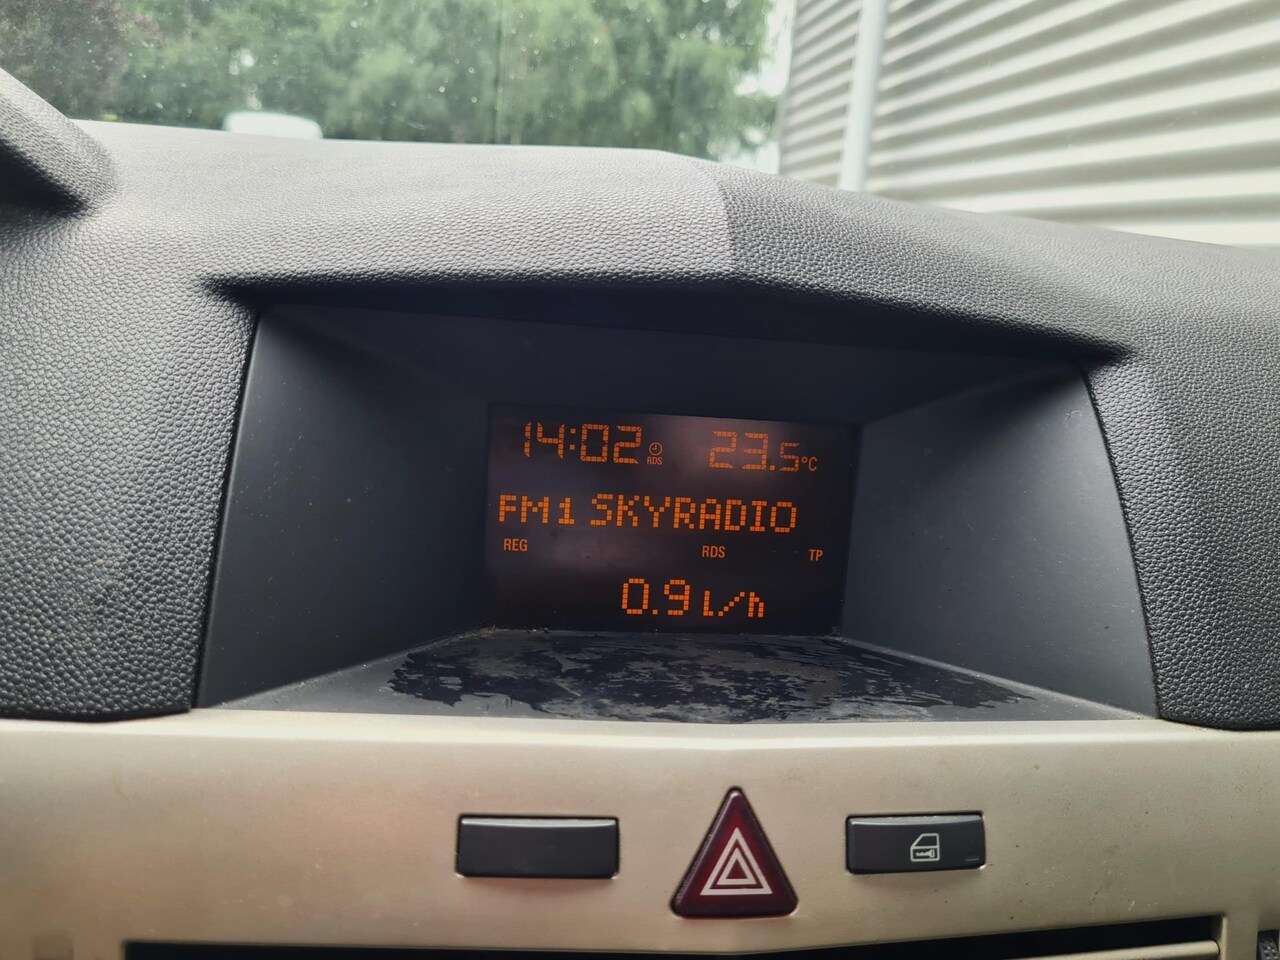 14:02 RDS 23.5°C
FM1 SKYRADIO
REG RDS TP
0.9 l/h